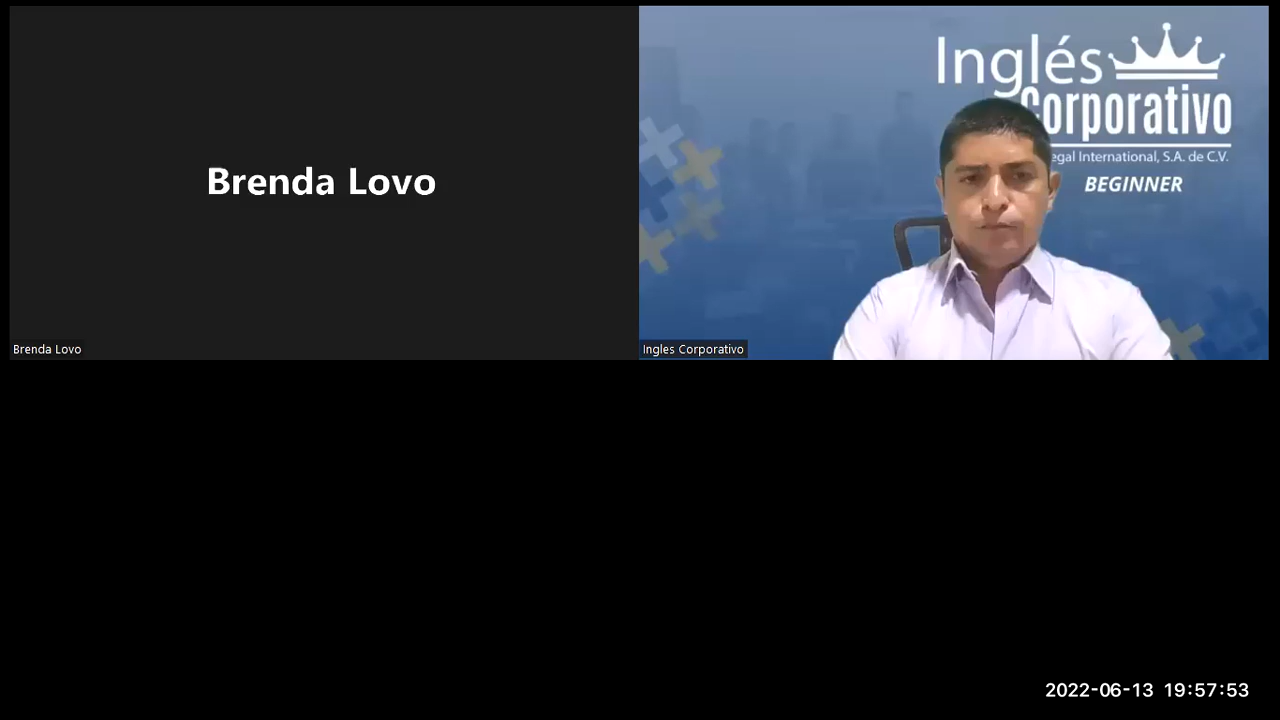 Brenda Lovo
Brenda Lovo
Inglés
Corporativo
egal International, S.A. de C.V.
BEGINNER
Ingles Corporativo
2022-06-13 19:57:53